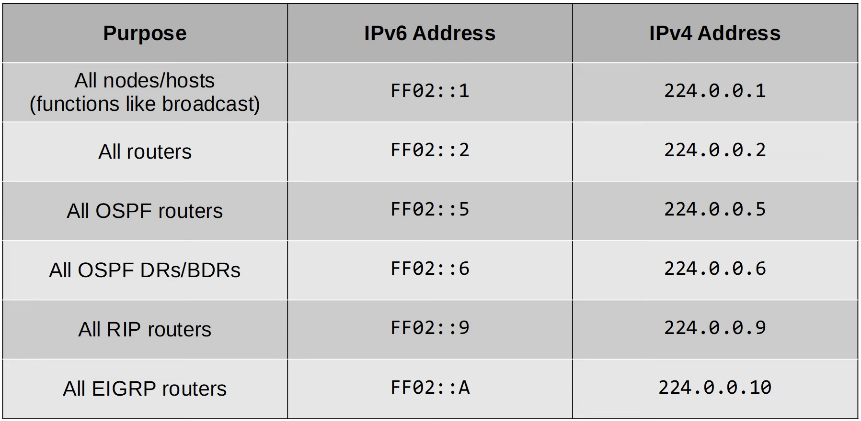 Purpose IPv6 Address IPv4 Address
All nodes/hosts
(functions like broadcast) FF02::1 224.0.0.1
All routers FF02::2 224.0.0.2
All OSPF routers FF02::5 224.0.0.5
All OSPF DRs/BDRs FF02::6 224.0.0.6
All RIP routers FF02::9 224.0.0.9
All EIGRP routers FF02::A 224.0.0.10